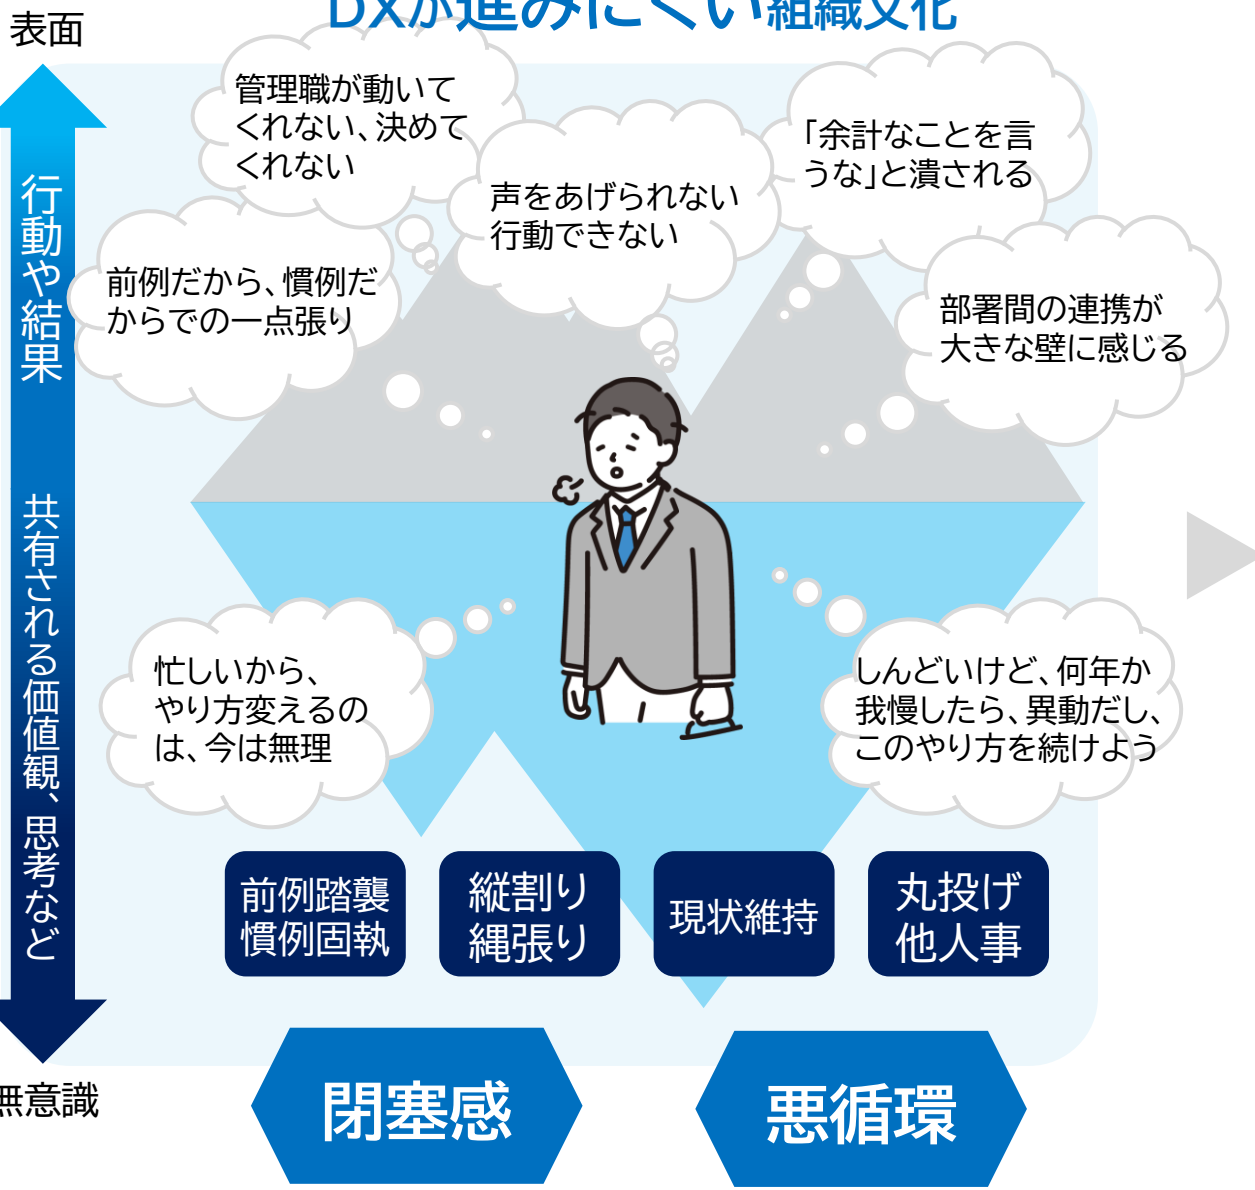 DXが進みにくい組織文化
表面
行動や結果
共有される価値観、思考など
無意識
管理職が動いて
くれない、決めて
くれない
声をあげられない
行動できない
「余計なことを言
うな」と潰される
前例だから、慣例だ
からでの一点張り
部署間の連携が
大きな壁に感じる
忙しいから、
やり方変えるの
は、今は無理
しんどいけど、何年か
我慢したら、異動だし、
このやり方を続けよう
前例踏襲
慣例固執
縦割り
縄張り
現状維持
丸投げ
他人事
閉塞感
悪循環